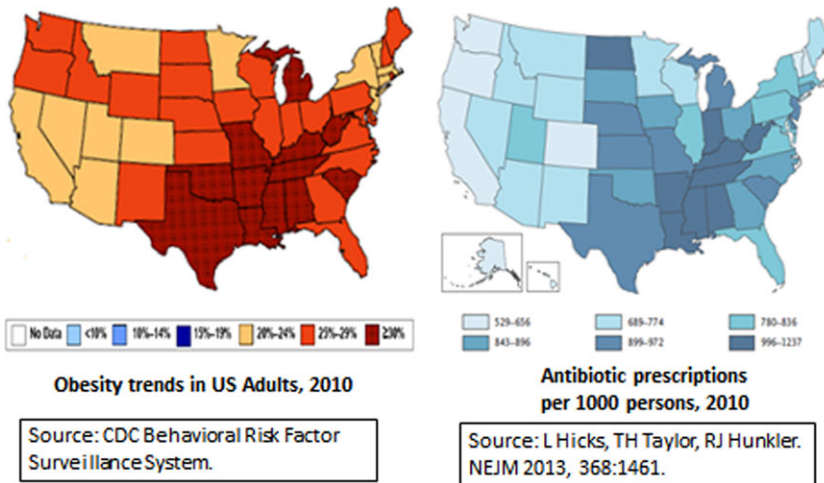 No Data
<10%
10%–14%
15%–19%
20%–24%
25%–29%
≥30%
Obesity trends in US Adults, 2010
Source: CDC Behavioral Risk Factor
Surveillance System.
529–656
689–774
780–836
843–896
899–972
996–1237
Antibiotic prescriptions
per 1000 persons, 2010
Source: L Hicks, TH Taylor, RJ Hunkler.
NEJM 2013, 368:1461.